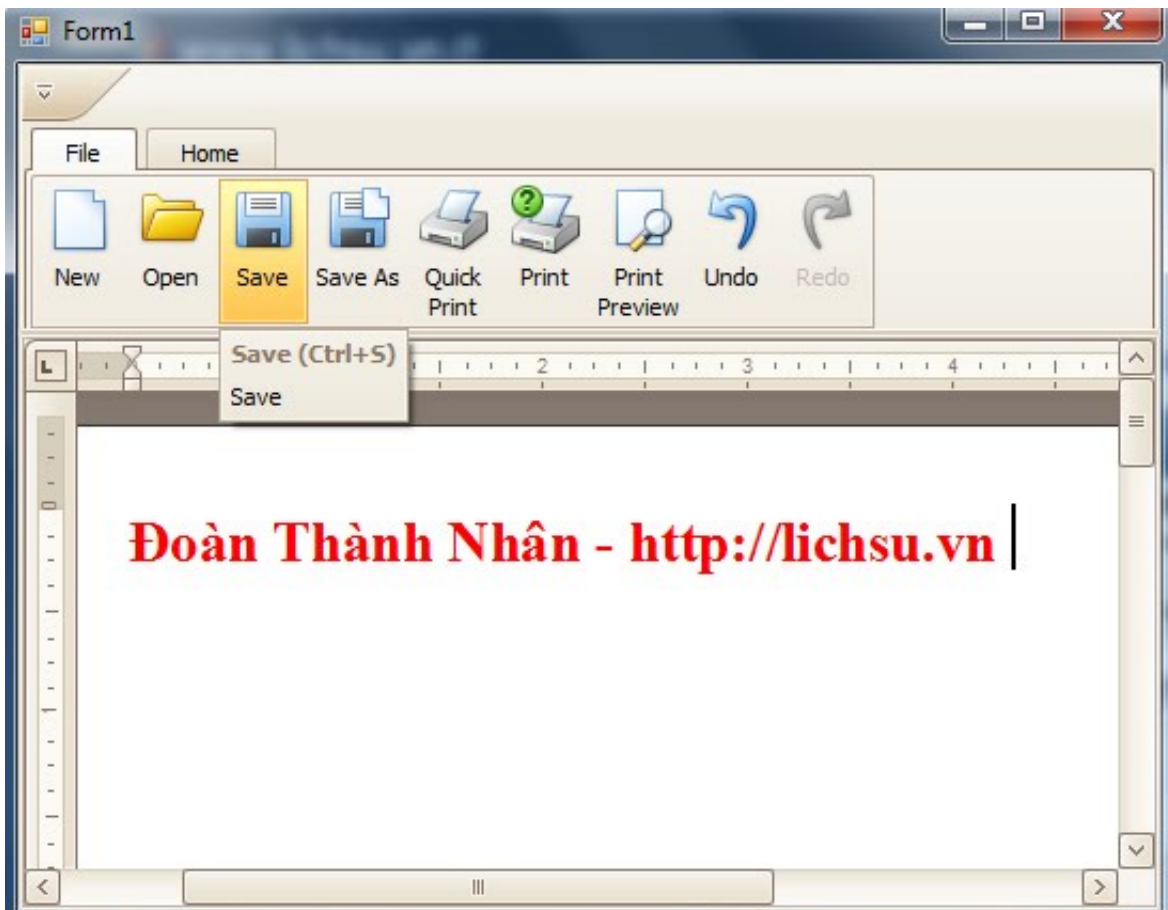 Form1
File Home
New Open Save Save As Quick Print Print Print Preview Undo Redo
Save (Ctrl+S)
Save
2 3 4
Đoàn Thành Nhân - http://lichsu.vn